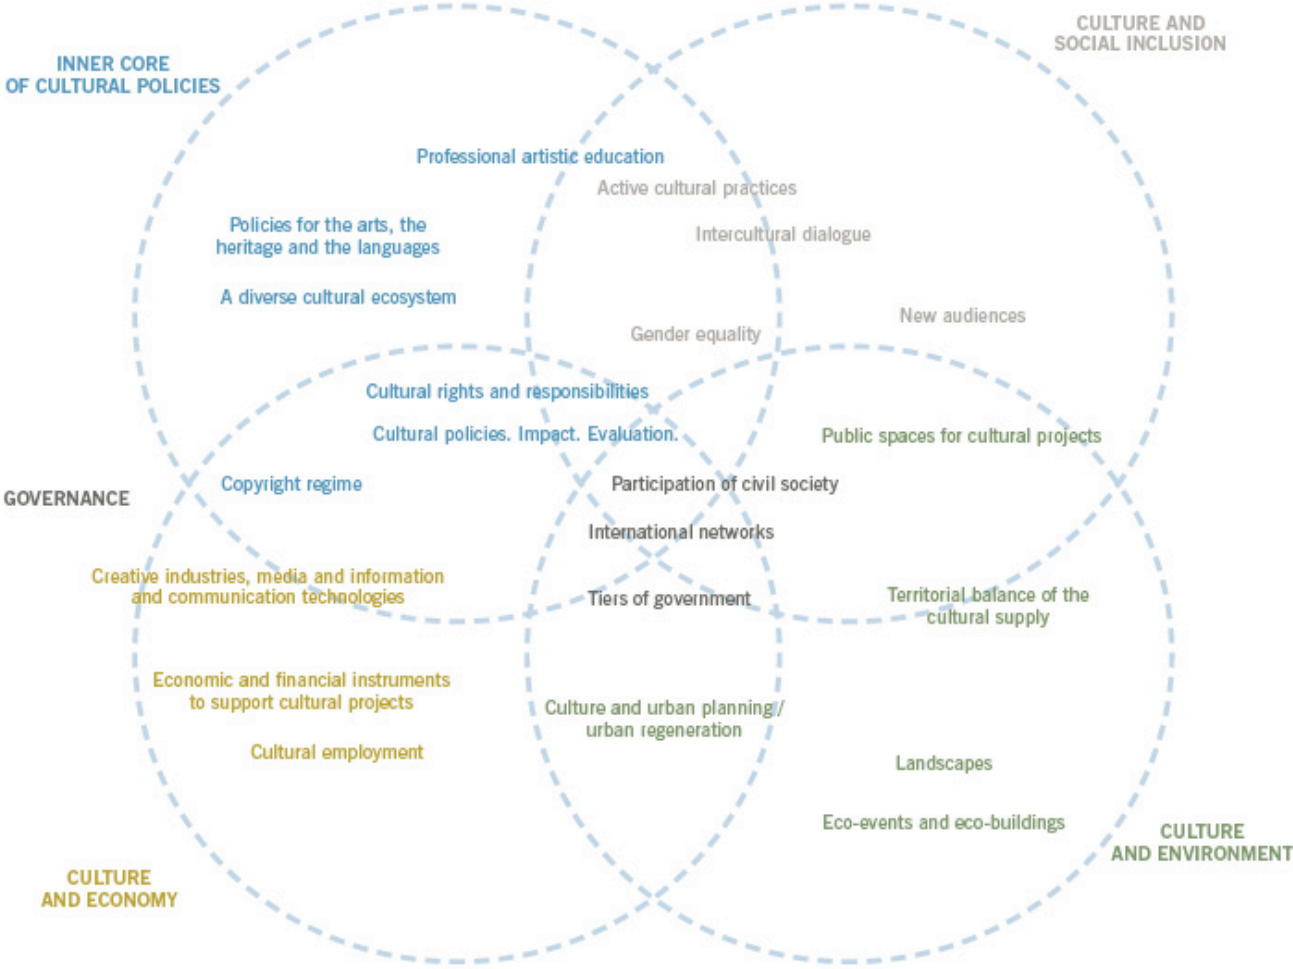 CULTURE AND
SOCIAL INCLUSION
INNER CORE
OF CULTURAL POLICIES
Professional artistic education
Active cultural practices
Policies for the arts, the
heritage and the languages
Intercultural dialogue
A diverse cultural ecosystem
New audiences
Gender equality
Cultural rights and responsibilities
Cultural policies. Impact. Evaluation.
Public spaces for cultural projects
GOVERNANCE
Copyright regime
Participation of civil society
International networks
Creative industries, media and information
and communication technologies
Tiers of government
Territorial balance of the
cultural supply
Economic and financial instruments
to support cultural projects
Culture and urban planning/
urban regeneration
Cultural employment
Landscapes
Eco-events and eco-buildings
CULTURE
AND ENVIRONMENT
CULTURE
AND ECONOMY